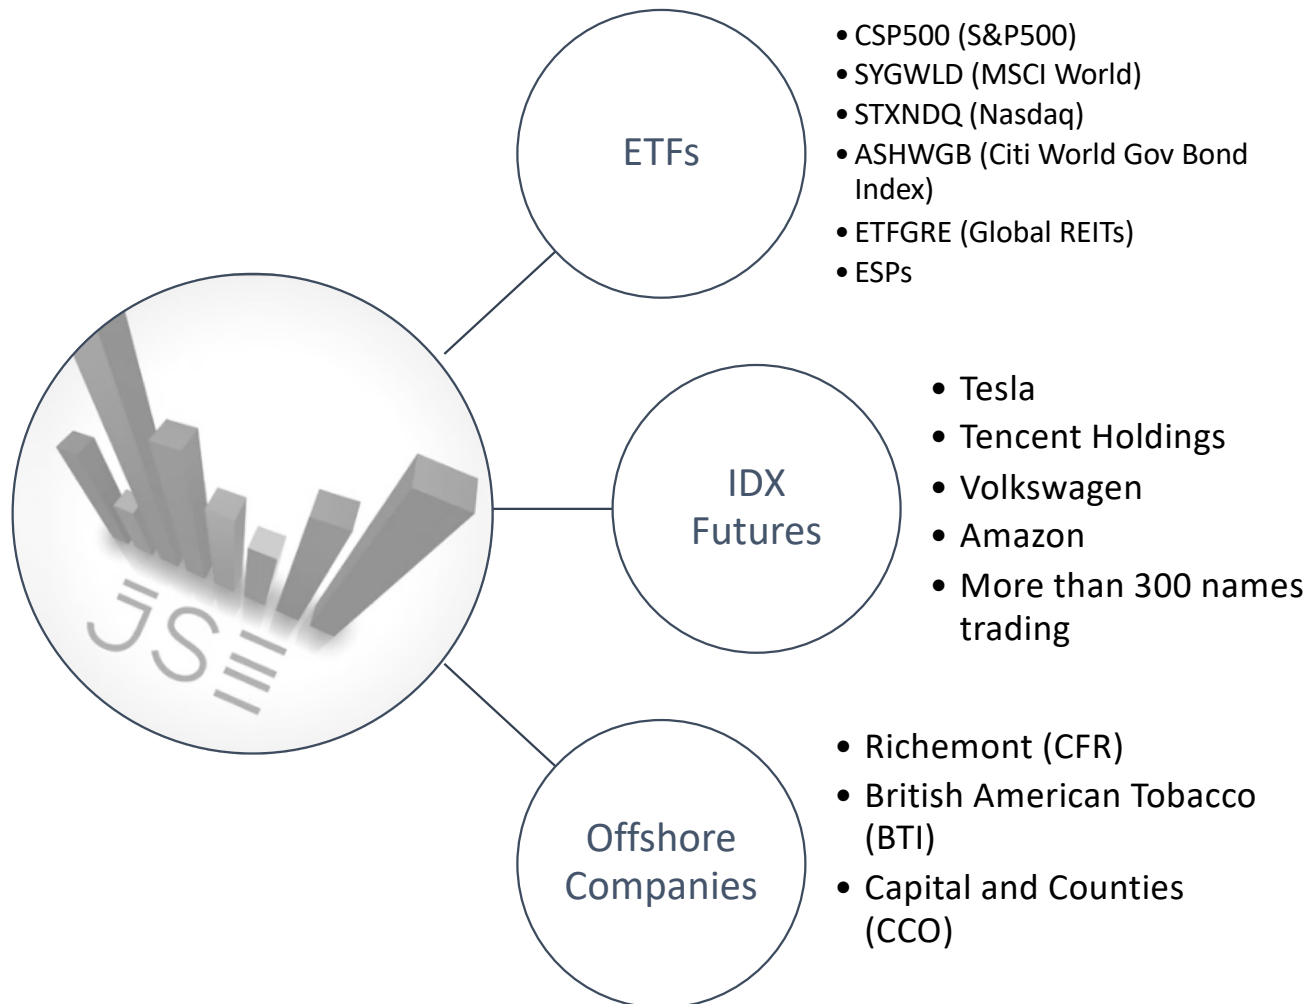 ETFs
• CSP500 (S&P500)
• SYGWLD (MSCI World)
• STXNDQ (Nasdaq)
• ASHWGB (Citi World Gov Bond
Index)
• ETFGRE (Global REITs)
• ESPs
JSE
IDX
Futures
• Tesla
• Tencent Holdings
• Volkswagen
• Amazon
• More than 300 names
trading
Offshore
Companies
• Richemont (CFR)
• British American Tobacco
(BTI)
• Capital and Counties
(CCO)